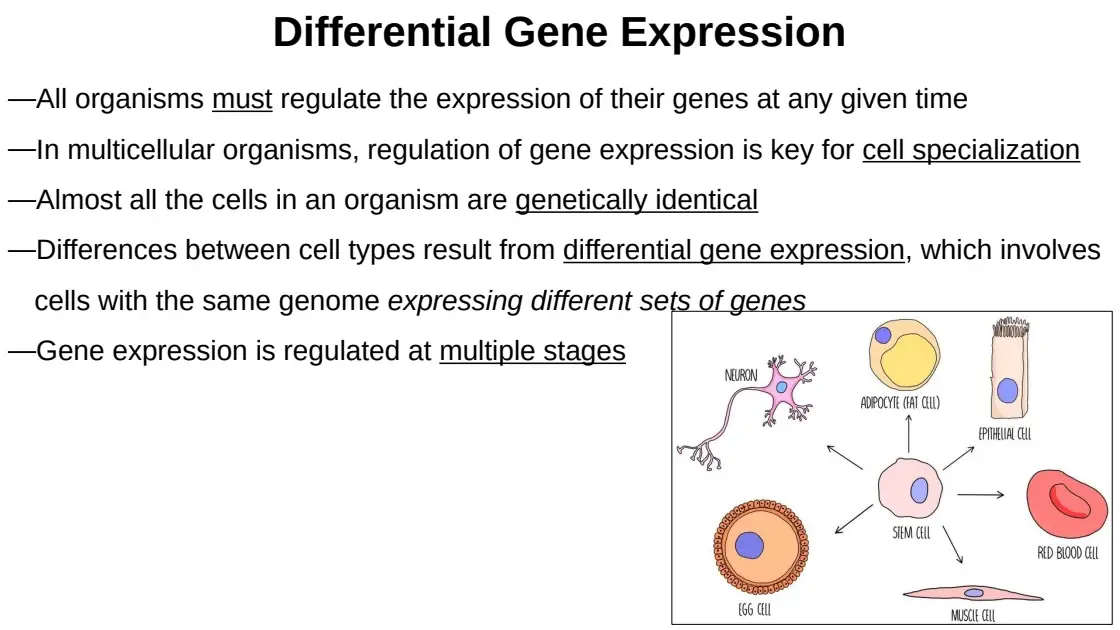 Differential Gene Expression
—All organisms must regulate the expression of their genes at any given time
—In multicellular organisms, regulation of gene expression is key for cell specialization
—Almost all the cells in an organism are genetically identical
—Differences between cell types result from differential gene expression, which involves
cells with the same genome expressing different sets of genes
—Gene expression is regulated at multiple stages
NEURON
ADIPOCYTE (FAT CELL)
EPITHELIAL CELL
STEM CELL
RED BLOOD CELL
EGG CELL
MUSCLE CELL